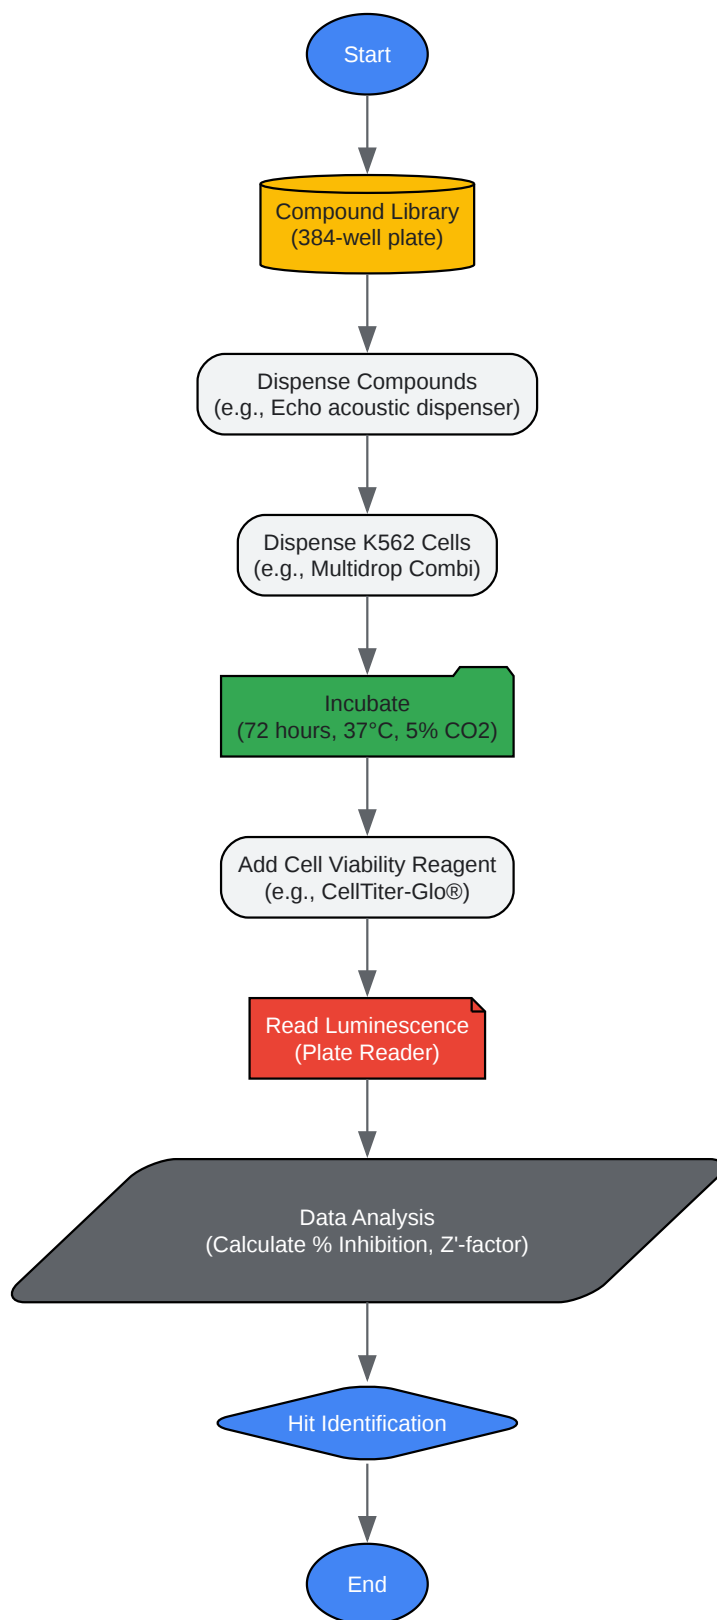 Start
Compound Library
(384-well plate)
Dispense Compounds
(e.g., Echo acoustic dispenser)
Dispense K562 Cells
(e.g., Multidrop Combi)
Incubate
(72 hours, 37°C, 5% CO2)
Add Cell Viability Reagent
(e.g., CellTiter-Glo®)
Read Luminescence
(Plate Reader)
Data Analysis
(Calculate % Inhibition, Z'-factor)
Hit Identification
End